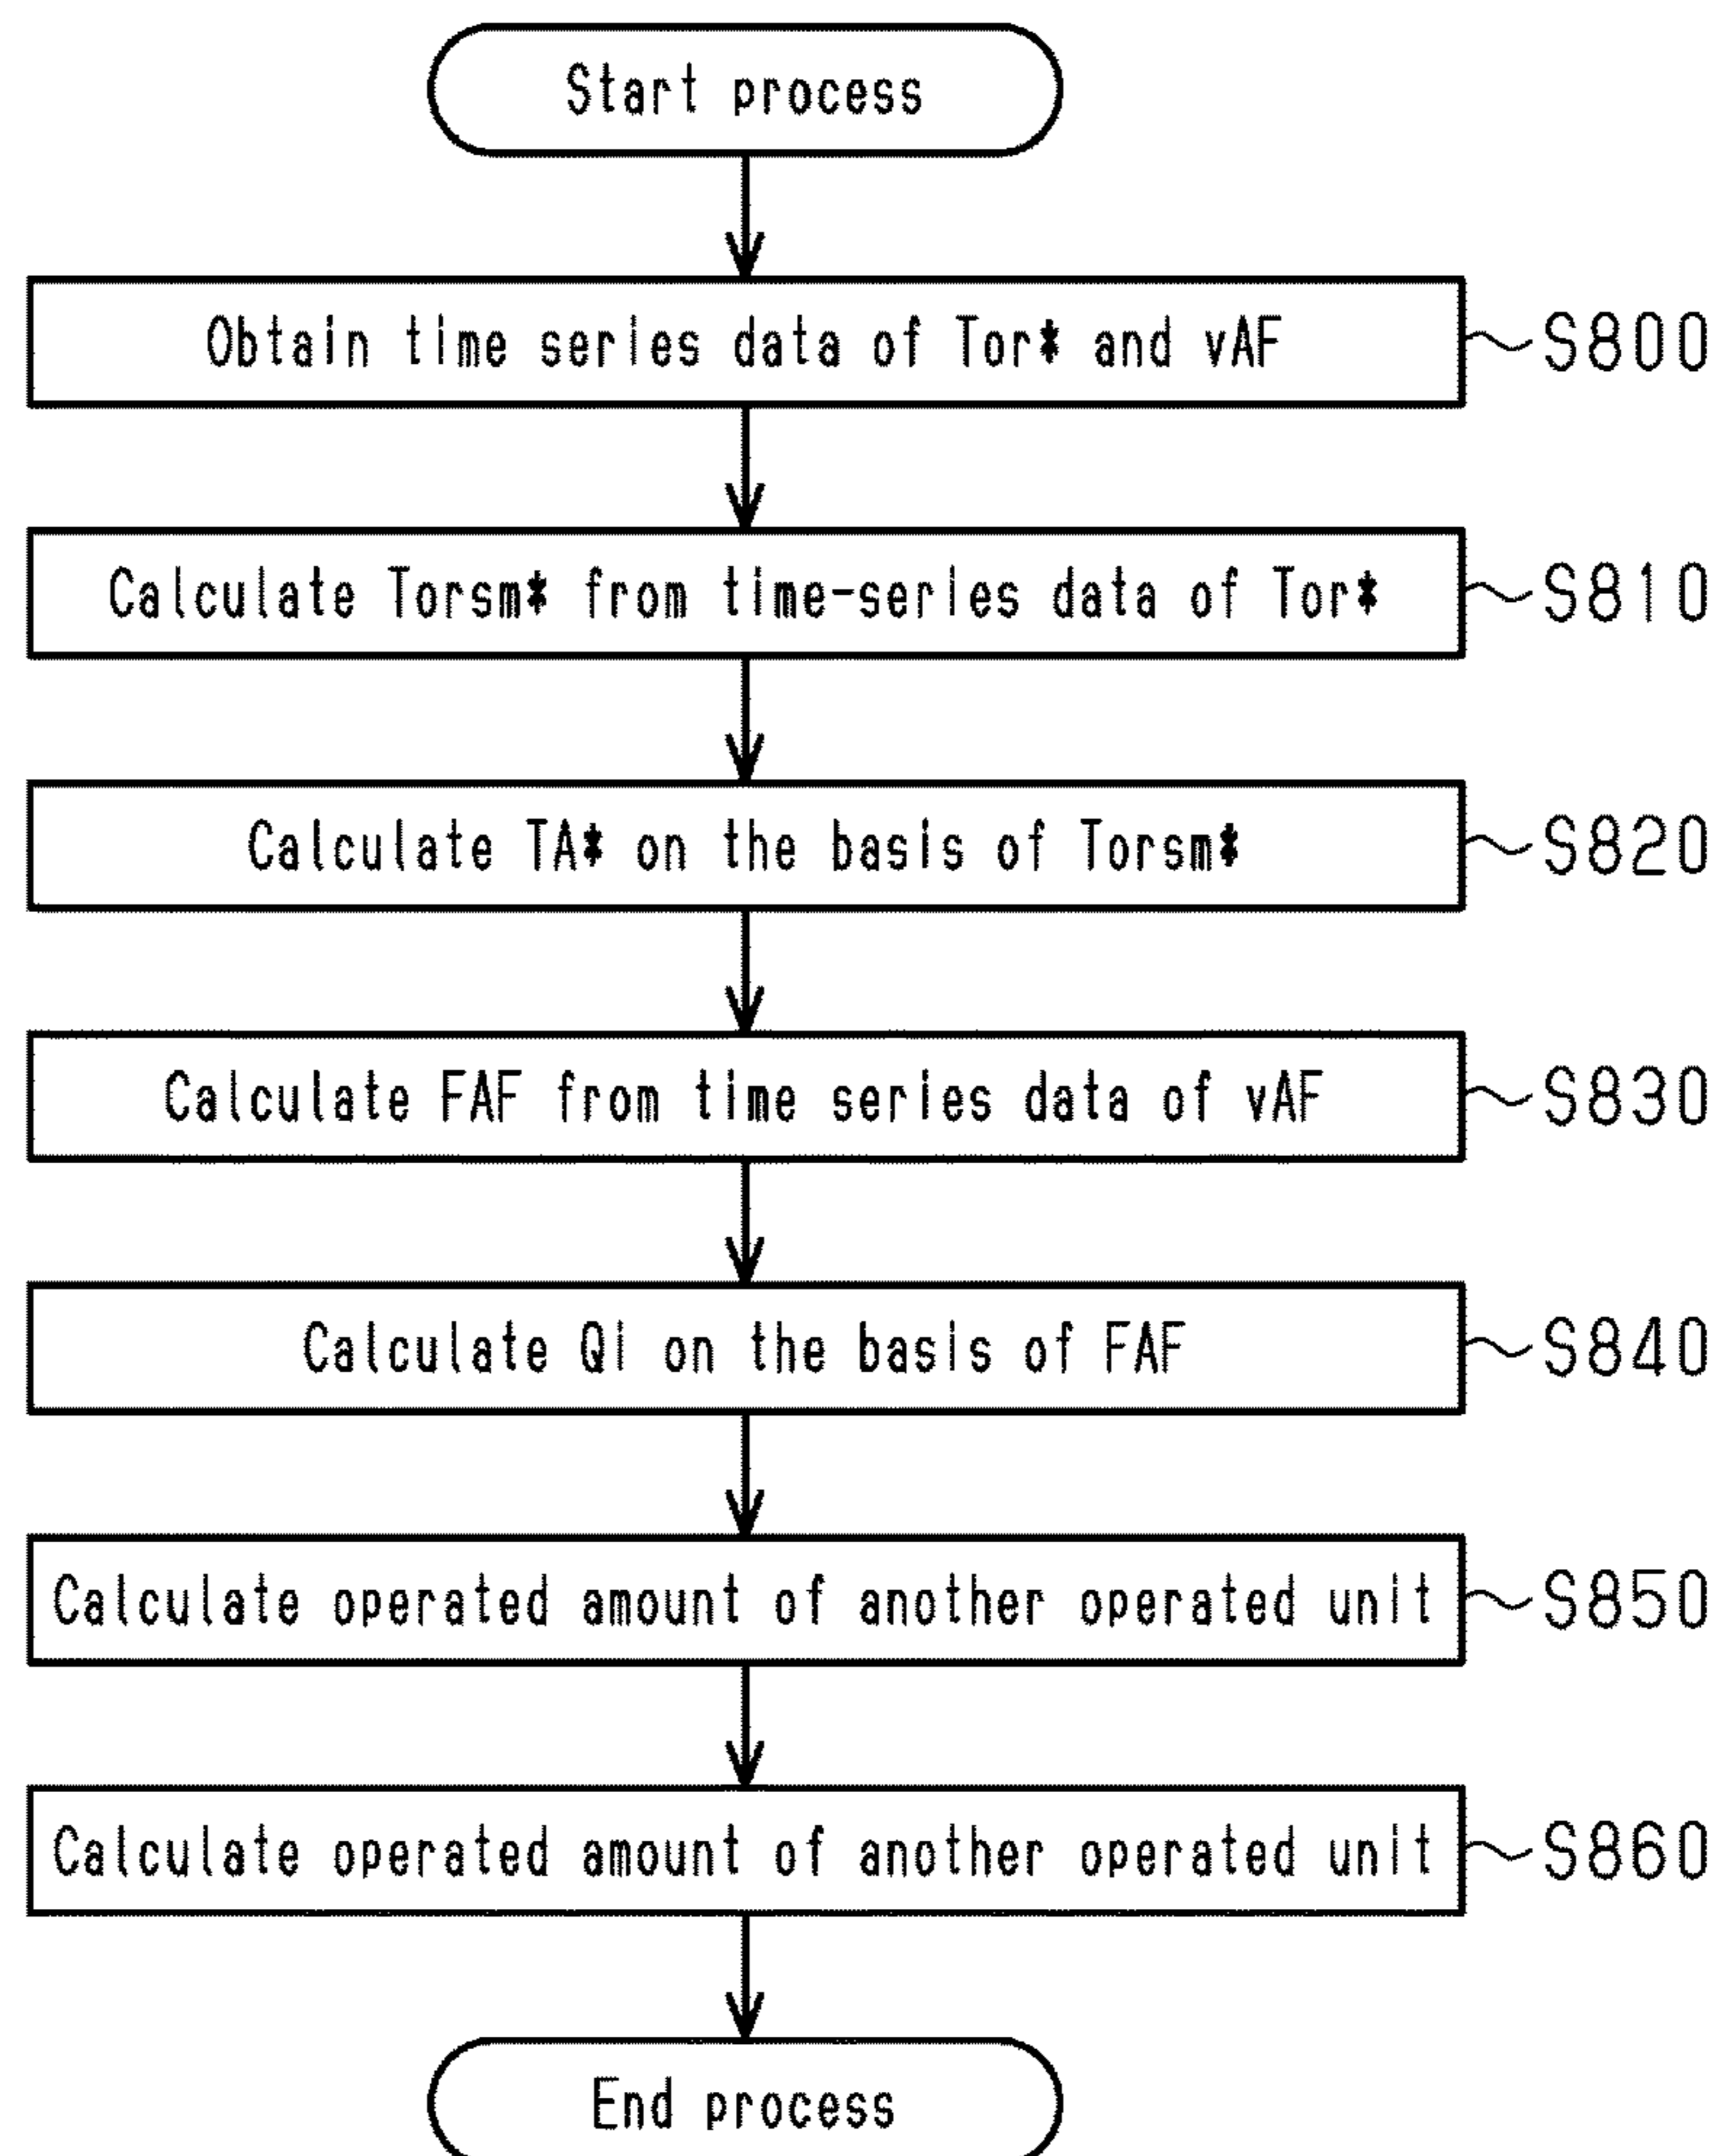 Start process
Obtain time series data of Tor* and vAF
S800
Calculate Torsm* from time-series data of Tor*
S810
Calculate TA* on the basis of Torsm*
S820
Calculate FAF from time series data of vAF
S830
Calculate Qi on the basis of FAF
S840
Calculate operated amount of another operated unit
S850
Calculate operated amount of another operated unit
S860
End process